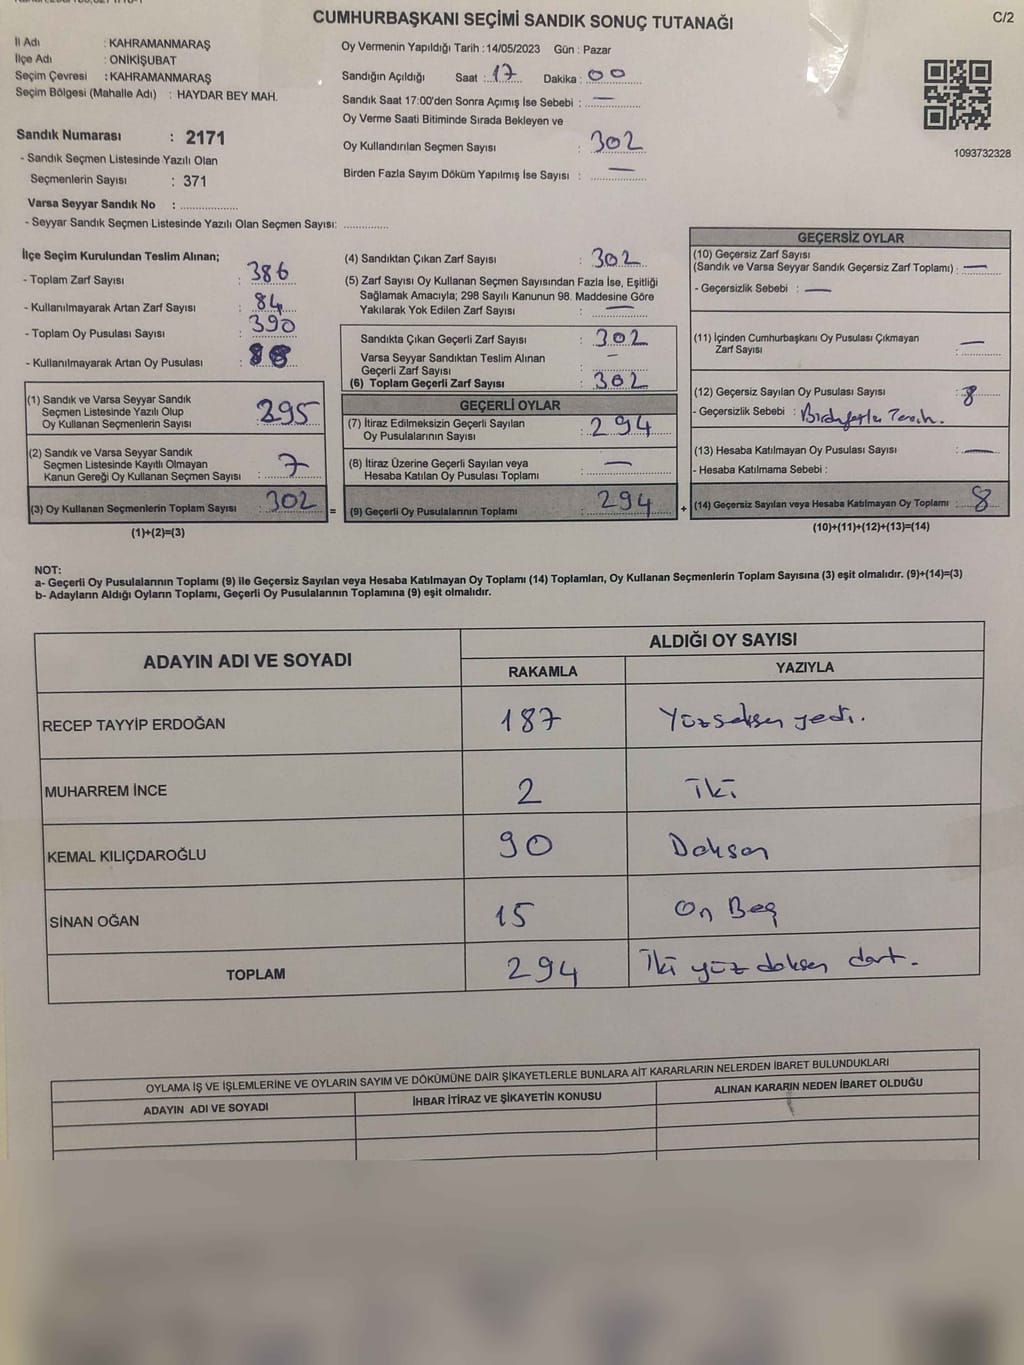 CUMHURBAŞKANI SEÇİMİ SANDIK SONUÇ TUTANAĞI
C/2
İl Adı : KAHRAMANMARAŞ
İlçe Adı : ONİKİŞUBAT
Seçim Çevresi : KAHRAMANMARAŞ
Seçim Bölgesi (Mahalle Adı) : HAYDAR BEY MAH.
Sandık Numarası : 2171
- Sandık Seçmen Listesinde Yazılı Olan
Seçmenlerin Sayısı : 371
Varsa Seyyar Sandık No : ................
- Seyyar Sandık Seçmen Listesinde Yazılı Olan Seçmen Sayısı: ............
Oy Vermenin Yapıldığı Tarih :14/05/2023 Gün : Pazar
Sandığın Açıldığı Saat : 17 Dakika : 00
Sandık Saat 17:00'den Sonra Açımış İse Sebebi : —
Oy Verme Saati Bitiminde Sırada Bekleyen ve
Oy Kullandırılan Seçmen Sayısı : 302
Birden Fazla Sayım Döküm Yapılmış İse Sayısı : —
1093732328
İlçe Seçim Kurulundan Teslim Alınan;
- Toplam Zarf Sayısı : 386
- Kullanılmayarak Artan Zarf Sayısı : 84
- Toplam Oy Pusulası Sayısı : 390
- Kullanılmayarak Artan Oy Pusulası :
(1) Sandık ve Varsa Seyyar Sandık
Seçmen Listesinde Yazılı Olup
Oy Kullanan Seçmenlerin Sayısı 295
(2) Sandık ve Varsa Seyyar Sandık
Seçmen Listesinde Kayıtlı Olmayan
Kanun Gereği Oy Kullanan Seçmen Sayısı : 7
(3) Oy Kullanan Seçmenlerin Toplam Sayısı : 302
(1)+(2)=(3)
=
(4) Sandıktan Çıkan Zarf Sayısı : 302
(5) Zarf Sayısı Oy Kullanan Seçmen Sayısından Fazla İse, Eşitliği
Sağlamak Amacıyla; 298 Sayılı Kanunun 98. Maddesine Göre
Yakılarak Yok Edilen Zarf Sayısı : —
Sandıkta Çıkan Geçerli Zarf Sayısı : 302
Varsa Seyyar Sandıktan Teslim Alınan
Geçerli Zarf Sayısı : —
(6) Toplam Geçerli Zarf Sayısı : 302
GEÇERLİ OYLAR
(7) İtiraz Edilmeksizin Geçerli Sayılan
Oy Pusulalarının Sayısı : 294
(8) İtiraz Üzerine Geçerli Sayılan veya
Hesaba Katılan Oy Pusulası Toplamı : —
(9) Geçerli Oy Pusulalarının Toplamı : 294
+
GEÇERSİZ OYLAR
(10) Geçersiz Zarf Sayısı
(Sandık ve Varsa Seyyar Sandık Geçersiz Zarf Toplamı) : —
- Geçersizlik Sebebi : —
(11) İçinden Cumhurbaşkanı Oy Pusulası Çıkmayan
Zarf Sayısı : —
(12) Geçersiz Sayılan Oy Pusulası Sayısı : 8
- Geçersizlik Sebebi : Birdenfazla Tercih.
(13) Hesaba Katılmayan Oy Pusulası Sayısı : —
- Hesaba Katılmama Sebebi :
(14) Geçersiz Sayılan veya Hesaba Katılmayan Oy Toplamı : 8
(10)+(11)+(12)+(13)=(14)
NOT:
a- Geçerli Oy Pusulalarının Toplamı (9) ile Geçersiz Sayılan veya Hesaba Katılmayan Oy Toplamı (14) Toplamları, Oy Kullanan Seçmenlerin Toplam Sayısına (3) eşit olmalıdır. (9)+(14)=(3)
b- Adayların Aldığı Oyların Toplamı, Geçerli Oy Pusulalarının Toplamına (9) eşit olmalıdır.
ADAYIN ADI VE SOYADI
ALDIĞI OY SAYISI
RAKAMLA YAZIYLA
RECEP TAYYİP ERDOĞAN 187 Yüzseksen yedi.
MUHARREM İNCE 2 iki
KEMAL KILIÇDAROĞLU 90 Doksan
SİNAN OĞAN 15 On Beş
TOPLAM 294 İki yüz doksan dört.
OYLAMA İŞ VE İŞLEMLERİNE VE OYLARIN SAYIM VE DÖKÜMÜNE DAİR ŞİKAYETLERLE BUNLARA AİT KARARLARIN NELERDEN İBARET BULUNDUKLARI
ADAYIN ADI VE SOYADI
İHBAR İTİRAZ VE ŞİKAYETİN KONUSU
ALINAN KARARIN NEDEN İBARET OLDUĞU